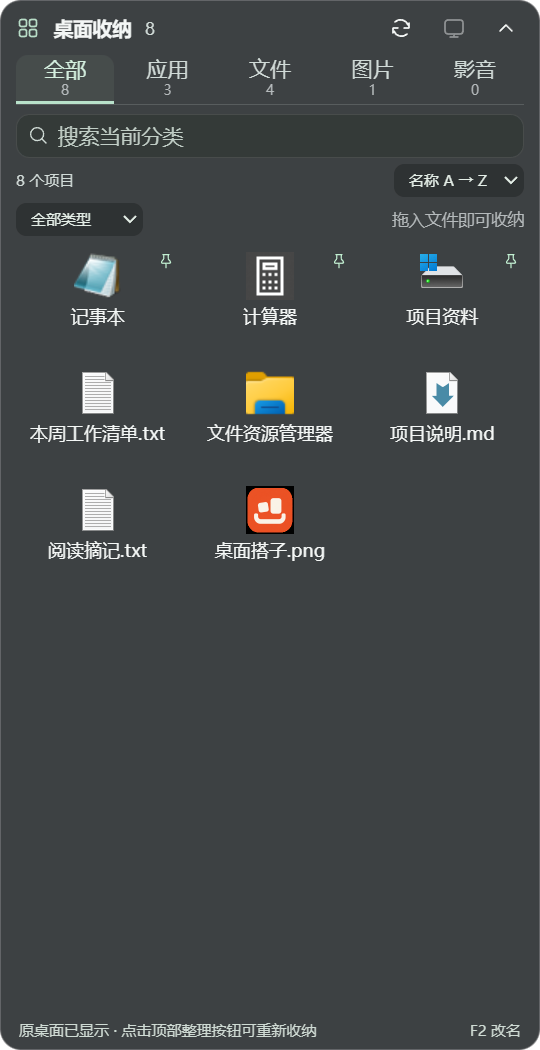 桌面收纳 8
全部 应用 文件 图片 影音
8 3 4 1 0
搜索当前分类
8 个项目 名称 A → Z
全部类型 拖入文件即可收纳
记事本 计算器 项目资料
本周工作清单.txt 文件资源管理器 项目说明.md
阅读摘记.txt 桌面搭子.png
原桌面已显示 · 点击顶部整理按钮可重新收纳 F2 改名